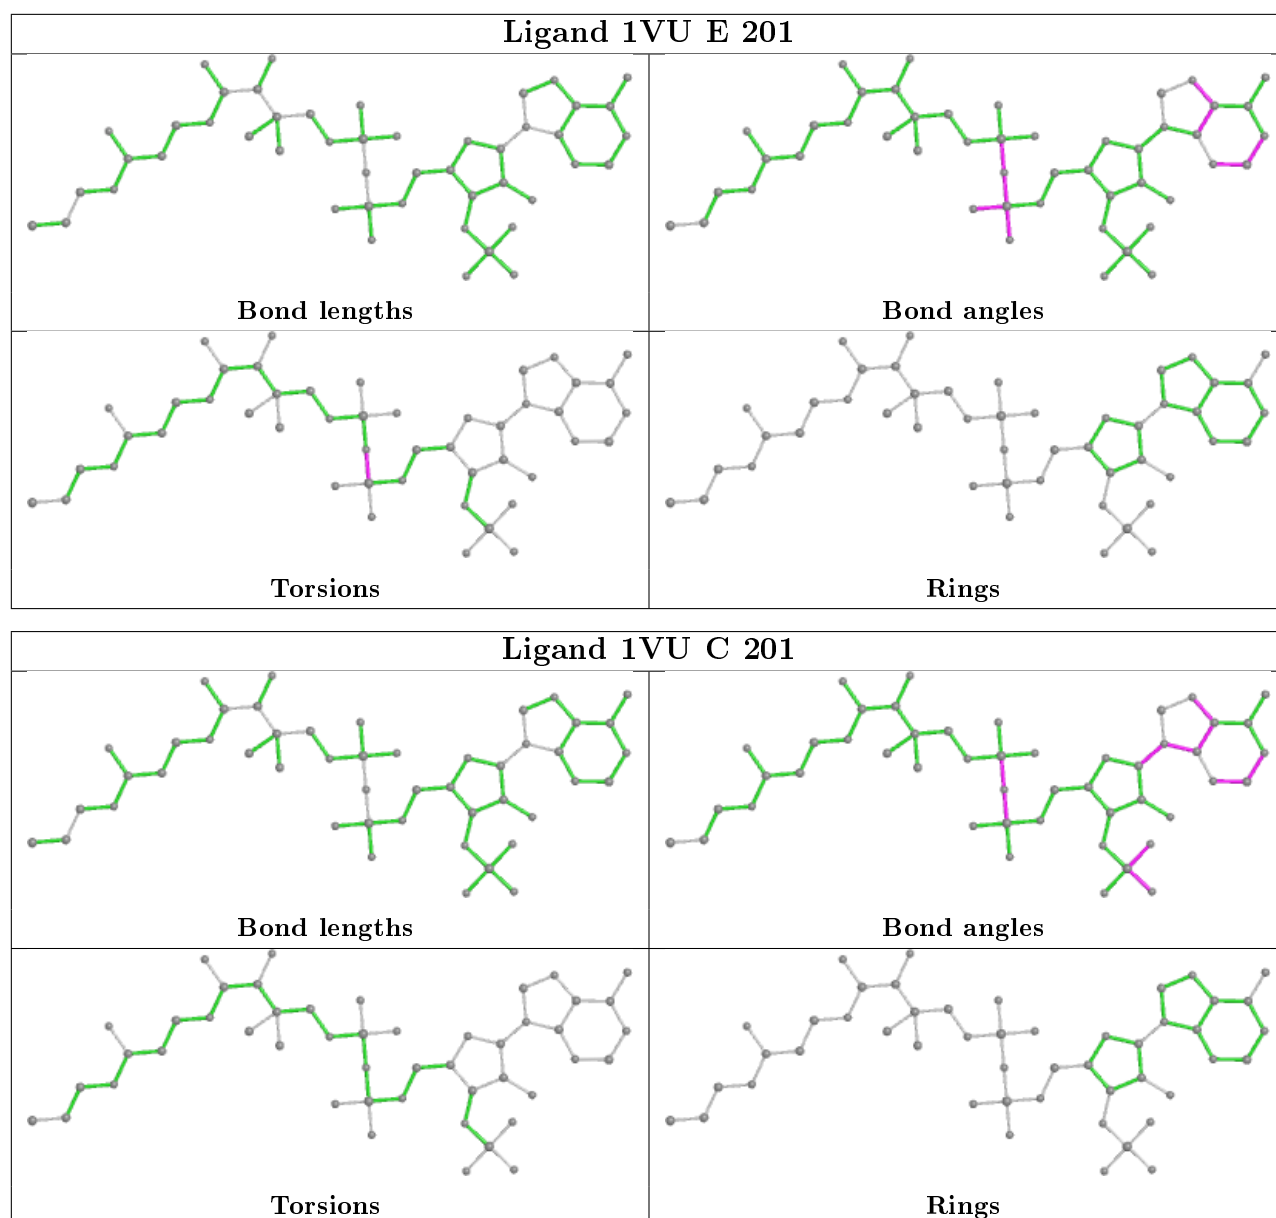 Ligand 1VU E 201
Bond lengths
Bond angles
Torsions
Rings
Ligand 1VU C 201
Bond lengths
Bond angles
Torsions
Rings